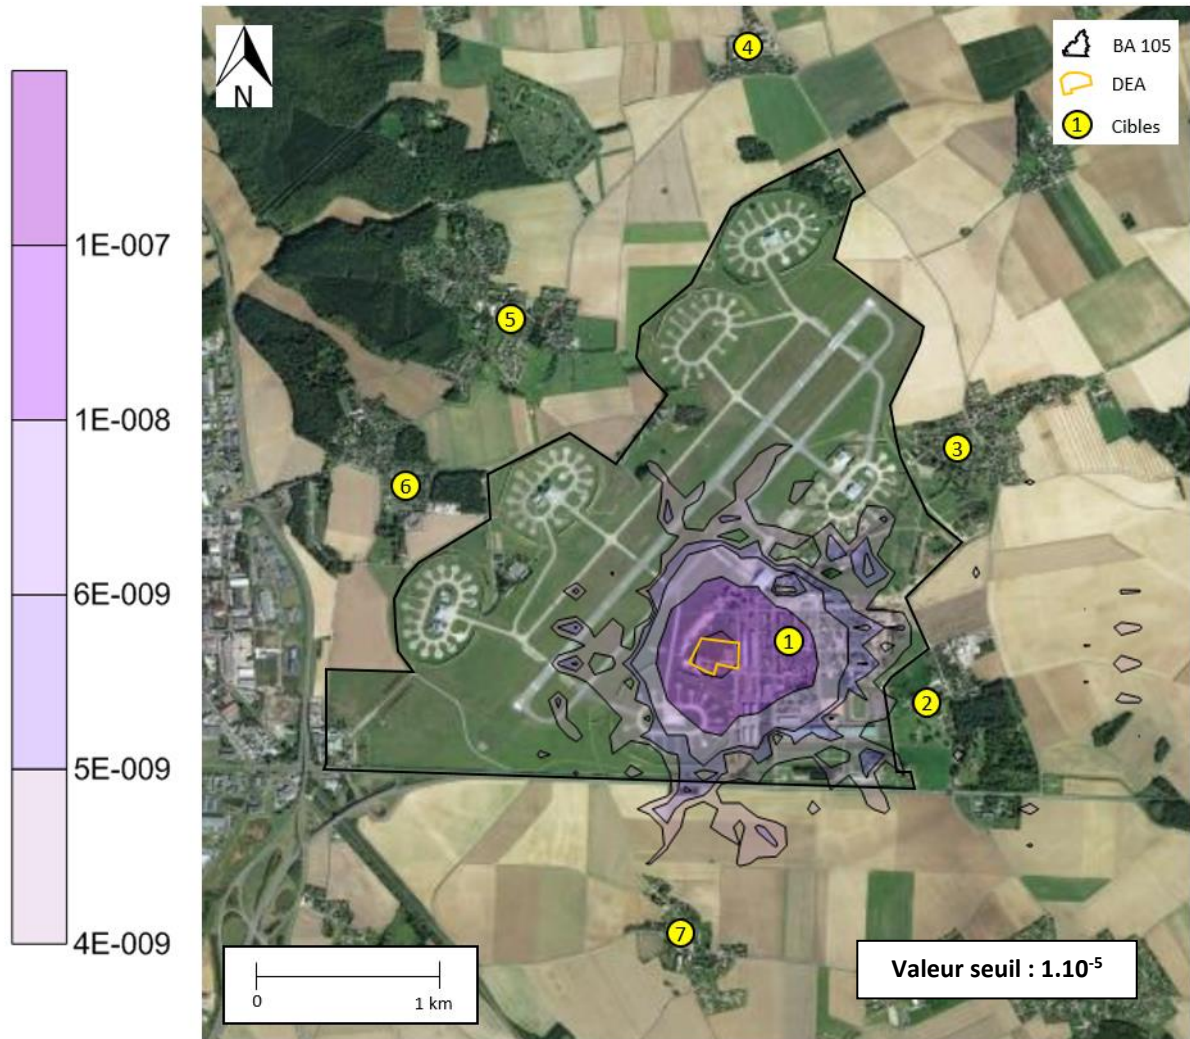 N
BA 105
DEA
1 Cibles
4
5
3
6
1
2
7
1E-007
1E-008
6E-009
5E-009
4E-009
0 1 km
Valeur seuil : 1.10⁻⁵